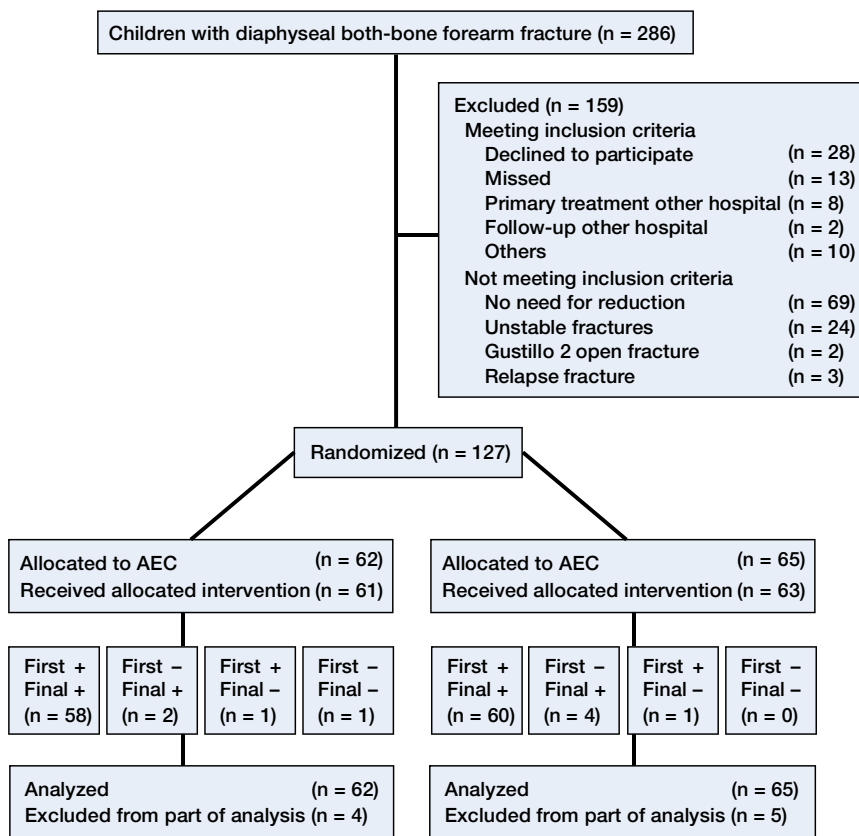 Children with diaphyseal both-bone forearm fracture (n = 286)
Excluded (n = 159)
Meeting inclusion criteria
Declined to participate (n = 28)
Missed (n = 13)
Primary treatment other hospital (n = 8)
Follow-up other hospital (n = 2)
Others (n = 10)
Not meeting inclusion criteria
No need for reduction (n = 69)
Unstable fractures (n = 24)
Gustillo 2 open fracture (n = 2)
Relapse fracture (n = 3)
Randomized (n = 127)
Allocated to AEC (n = 62)
Received allocated intervention (n = 61)
Allocated to AEC (n = 65)
Received allocated intervention (n = 63)
First +
Final +
(n = 58)
First –
Final +
(n = 2)
First +
Final –
(n = 1)
First –
Final –
(n = 1)
First +
Final +
(n = 60)
First –
Final +
(n = 4)
First +
Final –
(n = 1)
First –
Final –
(n = 0)
Analyzed (n = 62)
Excluded from part of analysis (n = 4)
Analyzed (n = 65)
Excluded from part of analysis (n = 5)